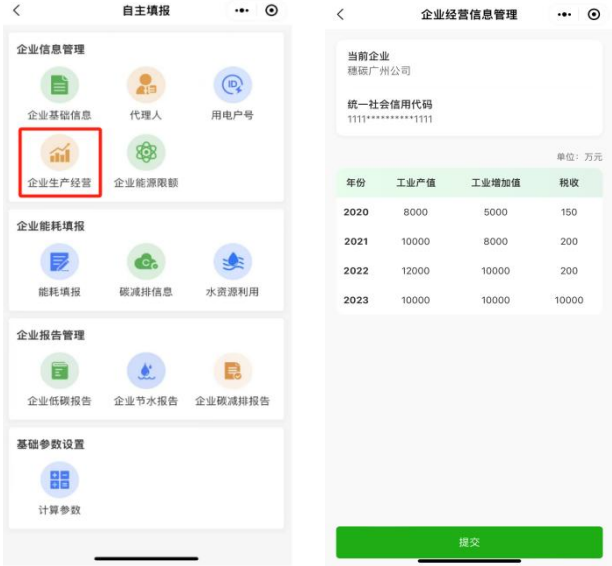 自主填报
企业信息管理
企业基础信息 代理人 用电户号
企业生产经营 企业能源限额
企业能耗填报
能耗填报 碳减排信息 水资源利用
企业报告管理
企业低碳报告 企业节水报告 企业碳减排报告
基础参数设置
计算参数
企业经营信息管理
当前企业
穗碳广州公司
统一社会信用代码
1111**********1111
单位：万元
年份 工业产值 工业增加值 税收
2020 8000 5000 150
2021 10000 8000 200
2022 12000 10000 200
2023 10000 10000 10000
提交